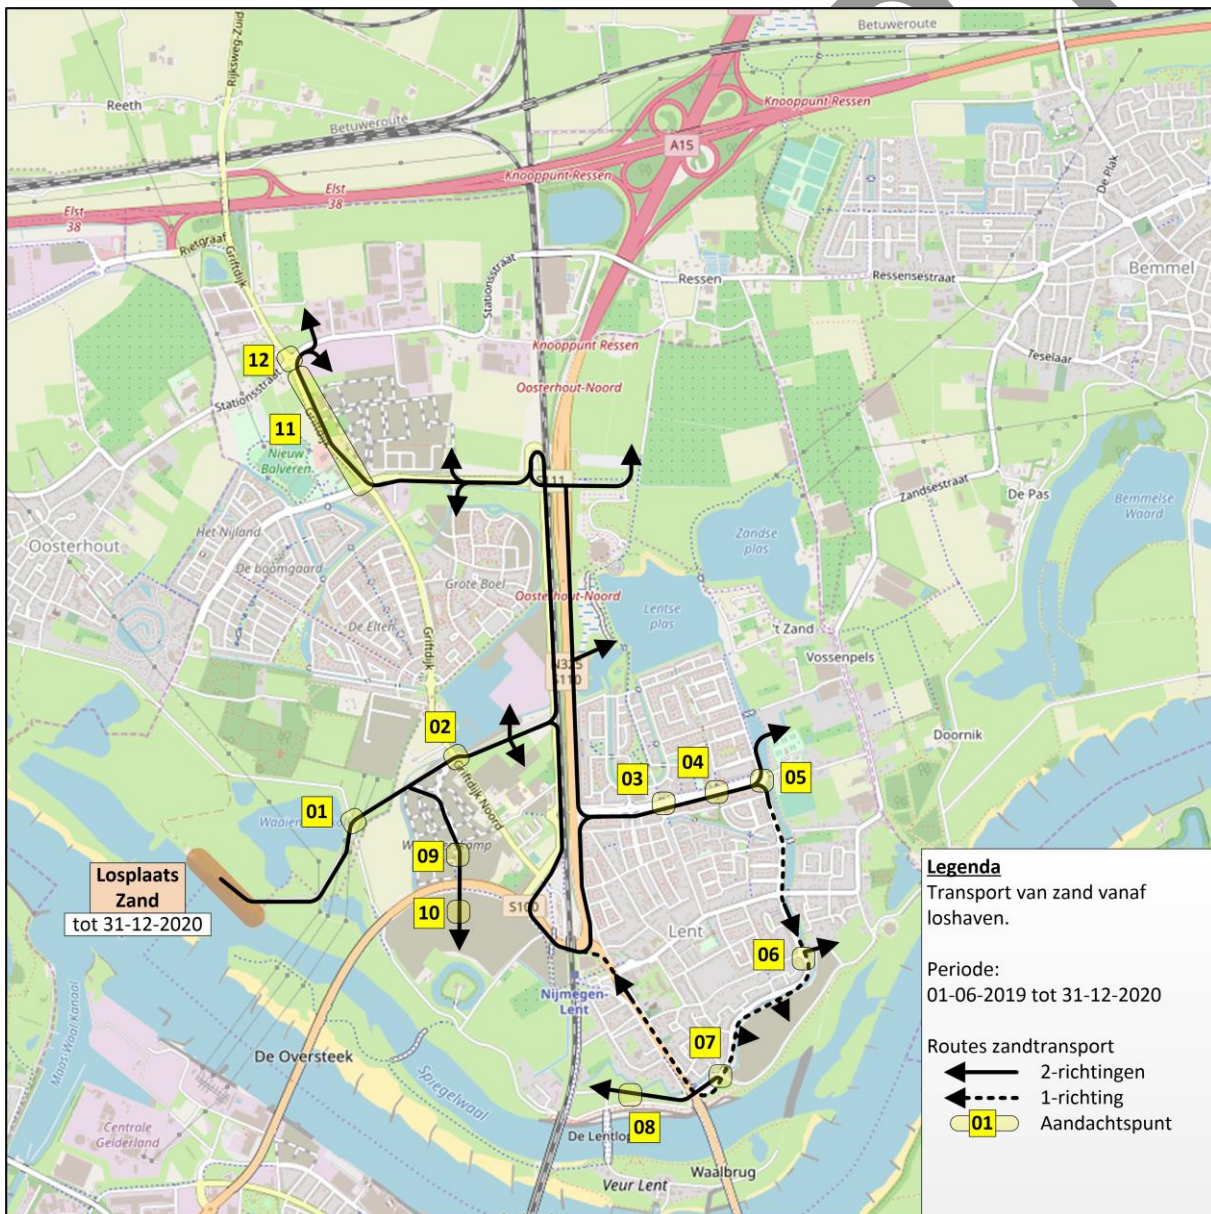 Betuweroute
Rijksweg-Zuid
Reeth
Betuweroute
Knooppunt Ressen
A15
De Plak
Knooppunt Ressen
Elst
38
Elst
38
Rietgraaf
Griftdijk
Stationsstraat
Ressen
Ressensestraat
Bemmel
12
Knooppunt Ressen
Teselaar
Oosterhout-Noord
Stationsstraat
11
Nieuw
Balveren
Zandsestraat
De Pas
Bemmelse
Waard
Het Nijland
Oosterhout
De boomgaard
Zandse
plas
Grote Boel
Oosterhout-Noord
Lentse
plas
De Elten
Griftdijk
't Zand
Vossenpels
N325
S110
02
Doornik
Griftdijk Noord
03
04
05
01
09
Losplaats
Zand
tot 31-12-2020
10
S100
Lent
06
Nijmegen-
Lent
Maas-Waal Kanaal
De Oversteek
Spiegelwaal
07
Centrale
Gelderland
08
Waalbrug
Veur Lent
Legenda
Transport van zand vanaf
loshaven.
Periode:
01-06-2019 tot 31-12-2020
Routes zandtransport
2-richtingen
1-richting
01 Aandachtspunt